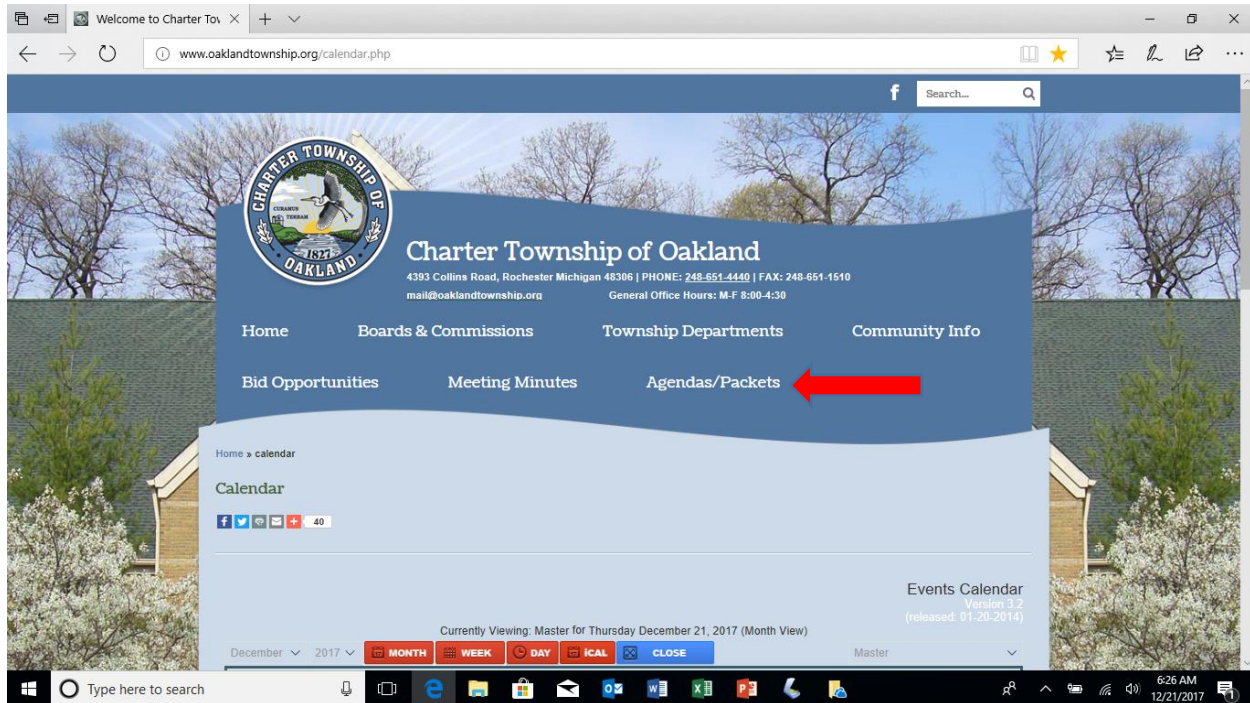 Welcome to Charter Tov
www.oaklandtownship.org/calendar.php
f Search...
CHARTER TOWNSHIP OF
CURAMUS
TERRAM
1827
OAKLAND
Charter Township of Oakland
4393 Collins Road, Rochester Michigan 48306 | PHONE: 248-651-4440 | FAX: 248-651-1510
mail@oaklandtownship.org General Office Hours: M-F 8:00-4:30
Home Boards & Commissions Township Departments Community Info
Bid Opportunities Meeting Minutes Agendas/Packets
Home » calendar
Calendar
40
Events Calendar
Version 3.2
(released: 01-20-2014)
Currently Viewing: Master for Thursday December 21, 2017 (Month View)
December 2017 MONTH WEEK DAY iCAL CLOSE Master
Type here to search
6:26 AM
12/21/2017